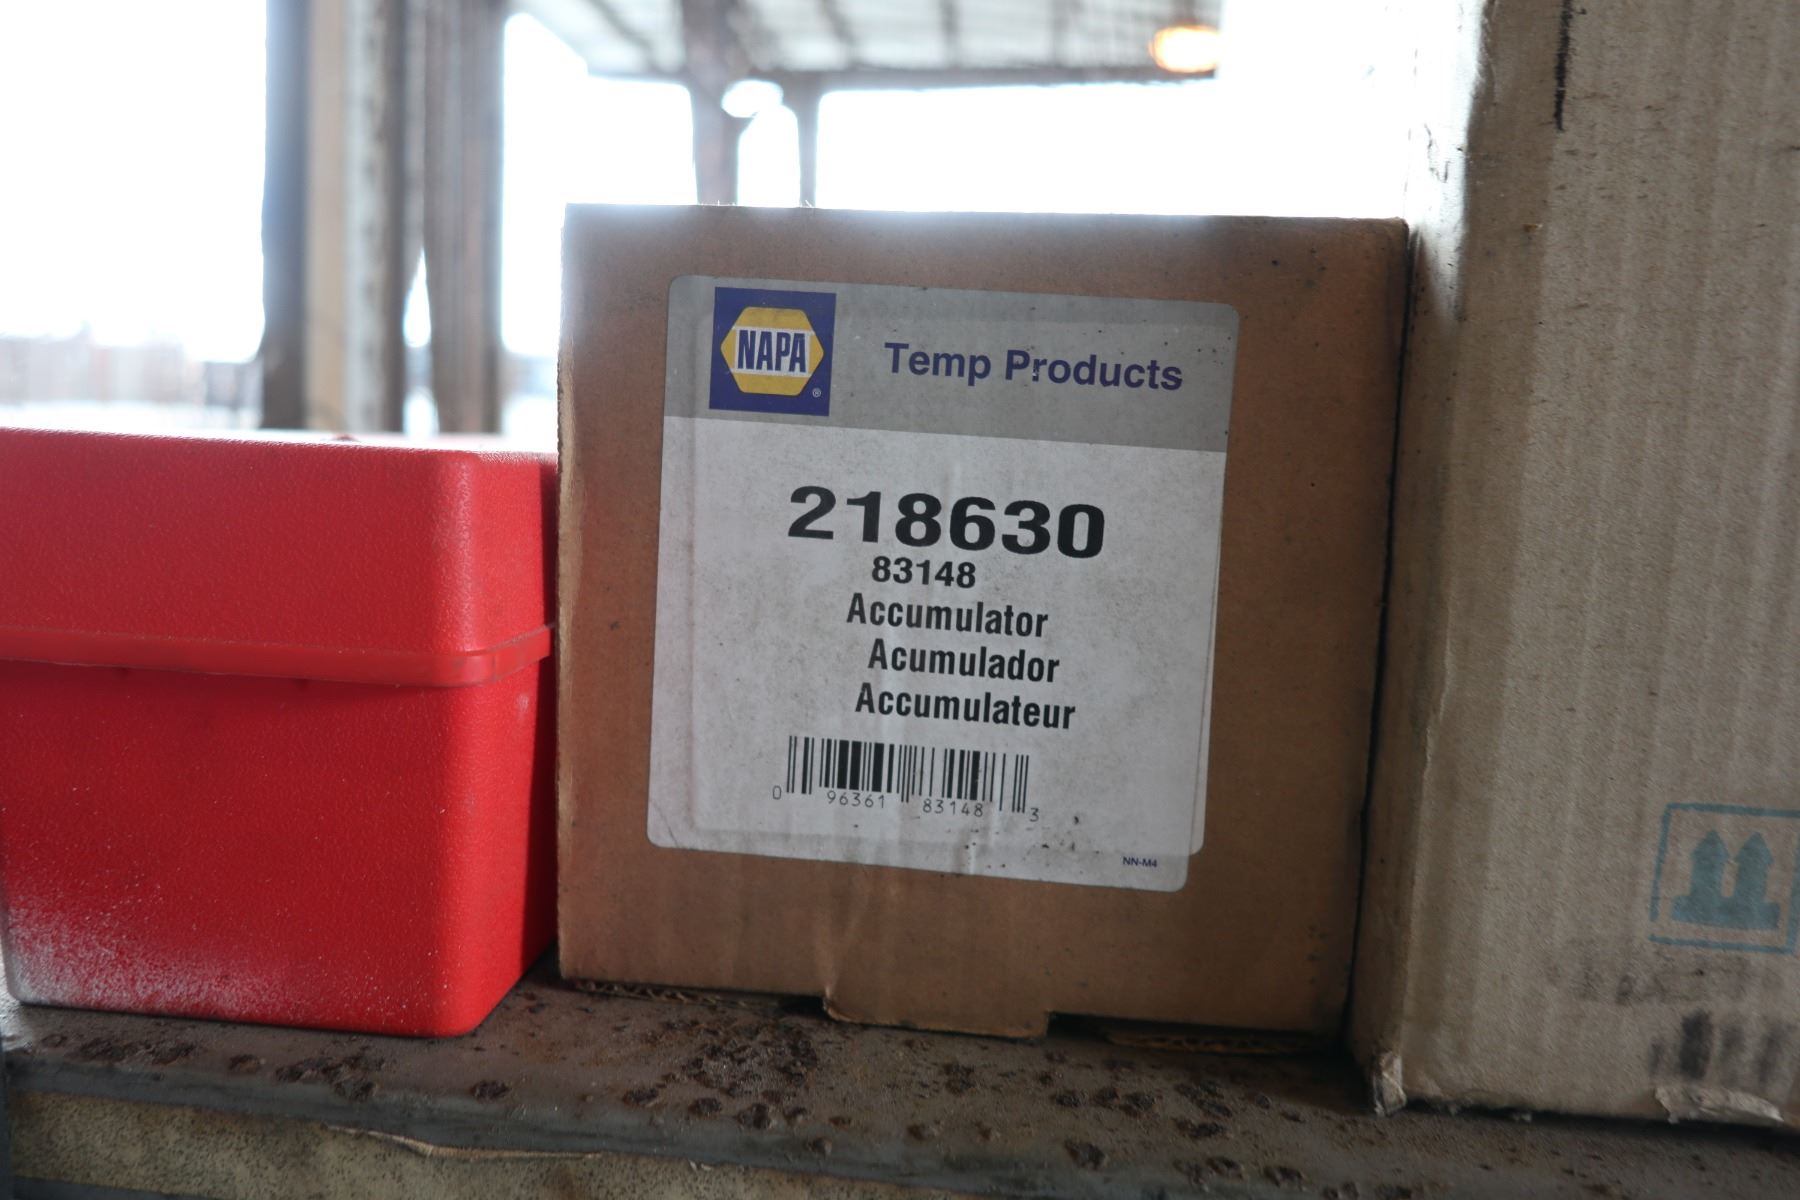 NAPA ®
Temp Products
218630
83148
Accumulator
Acumulador
Accumulateur
0 96361 83148 3
NN-M4